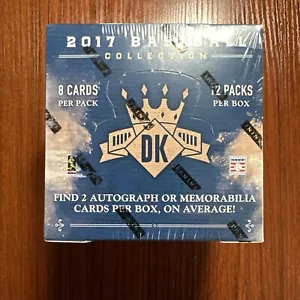 2017 BASEBALL
COLLECTION
8 CARDS
PER PACK
12 PACKS
PER BOX
DK
FIND 2 AUTOGRAPH OR MEMORABILIA
CARDS PER BOX, ON AVERAGE!